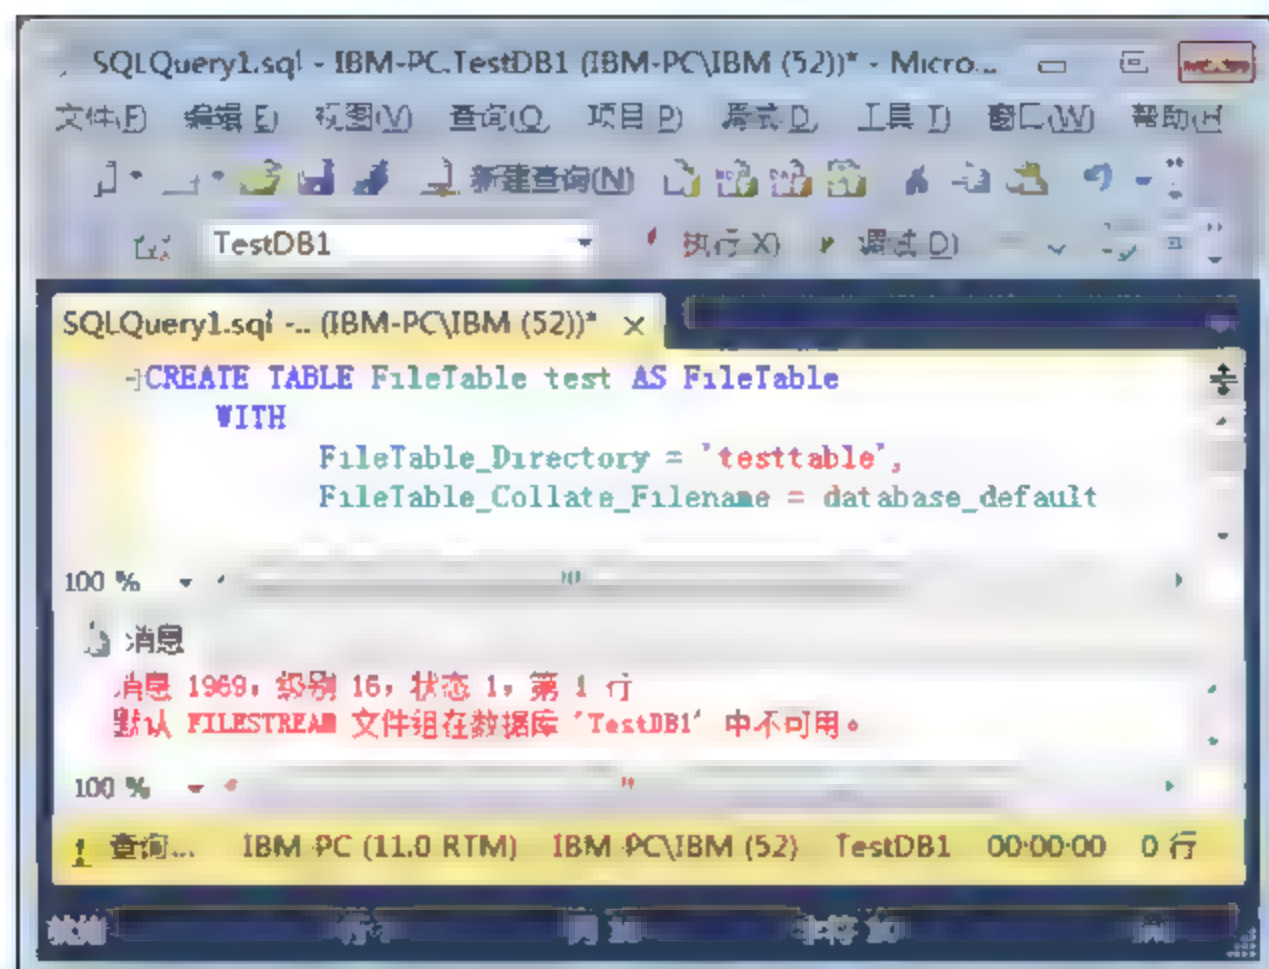 SQLQuery1.sql - IBM-PC.TestDB1 (IBM-PC\IBM (52))* - Micro...
文件(F) 编辑(E) 视图(V) 查询(Q) 项目(P) 调试(D) 工具(T) 窗口(W) 帮助(H
新建查询(N)
TestDB1 执行(X) 调试(D)
SQLQuery1.sql -... (IBM-PC\IBM (52))* ×
CREATE TABLE FileTable test AS FileTable
WITH
FileTable_Directory = 'testtable',
FileTable_Collate_Filename = database_default
100 %
消息
消息 1969，级别 16，状态 1，第 1 行
默认 FILESTREAM 文件组在数据库 'TestDB1' 中不可用。
100 %
查询... IBM-PC (11.0 RTM) IBM-PC\IBM (52) TestDB1 00:00:00 0 行